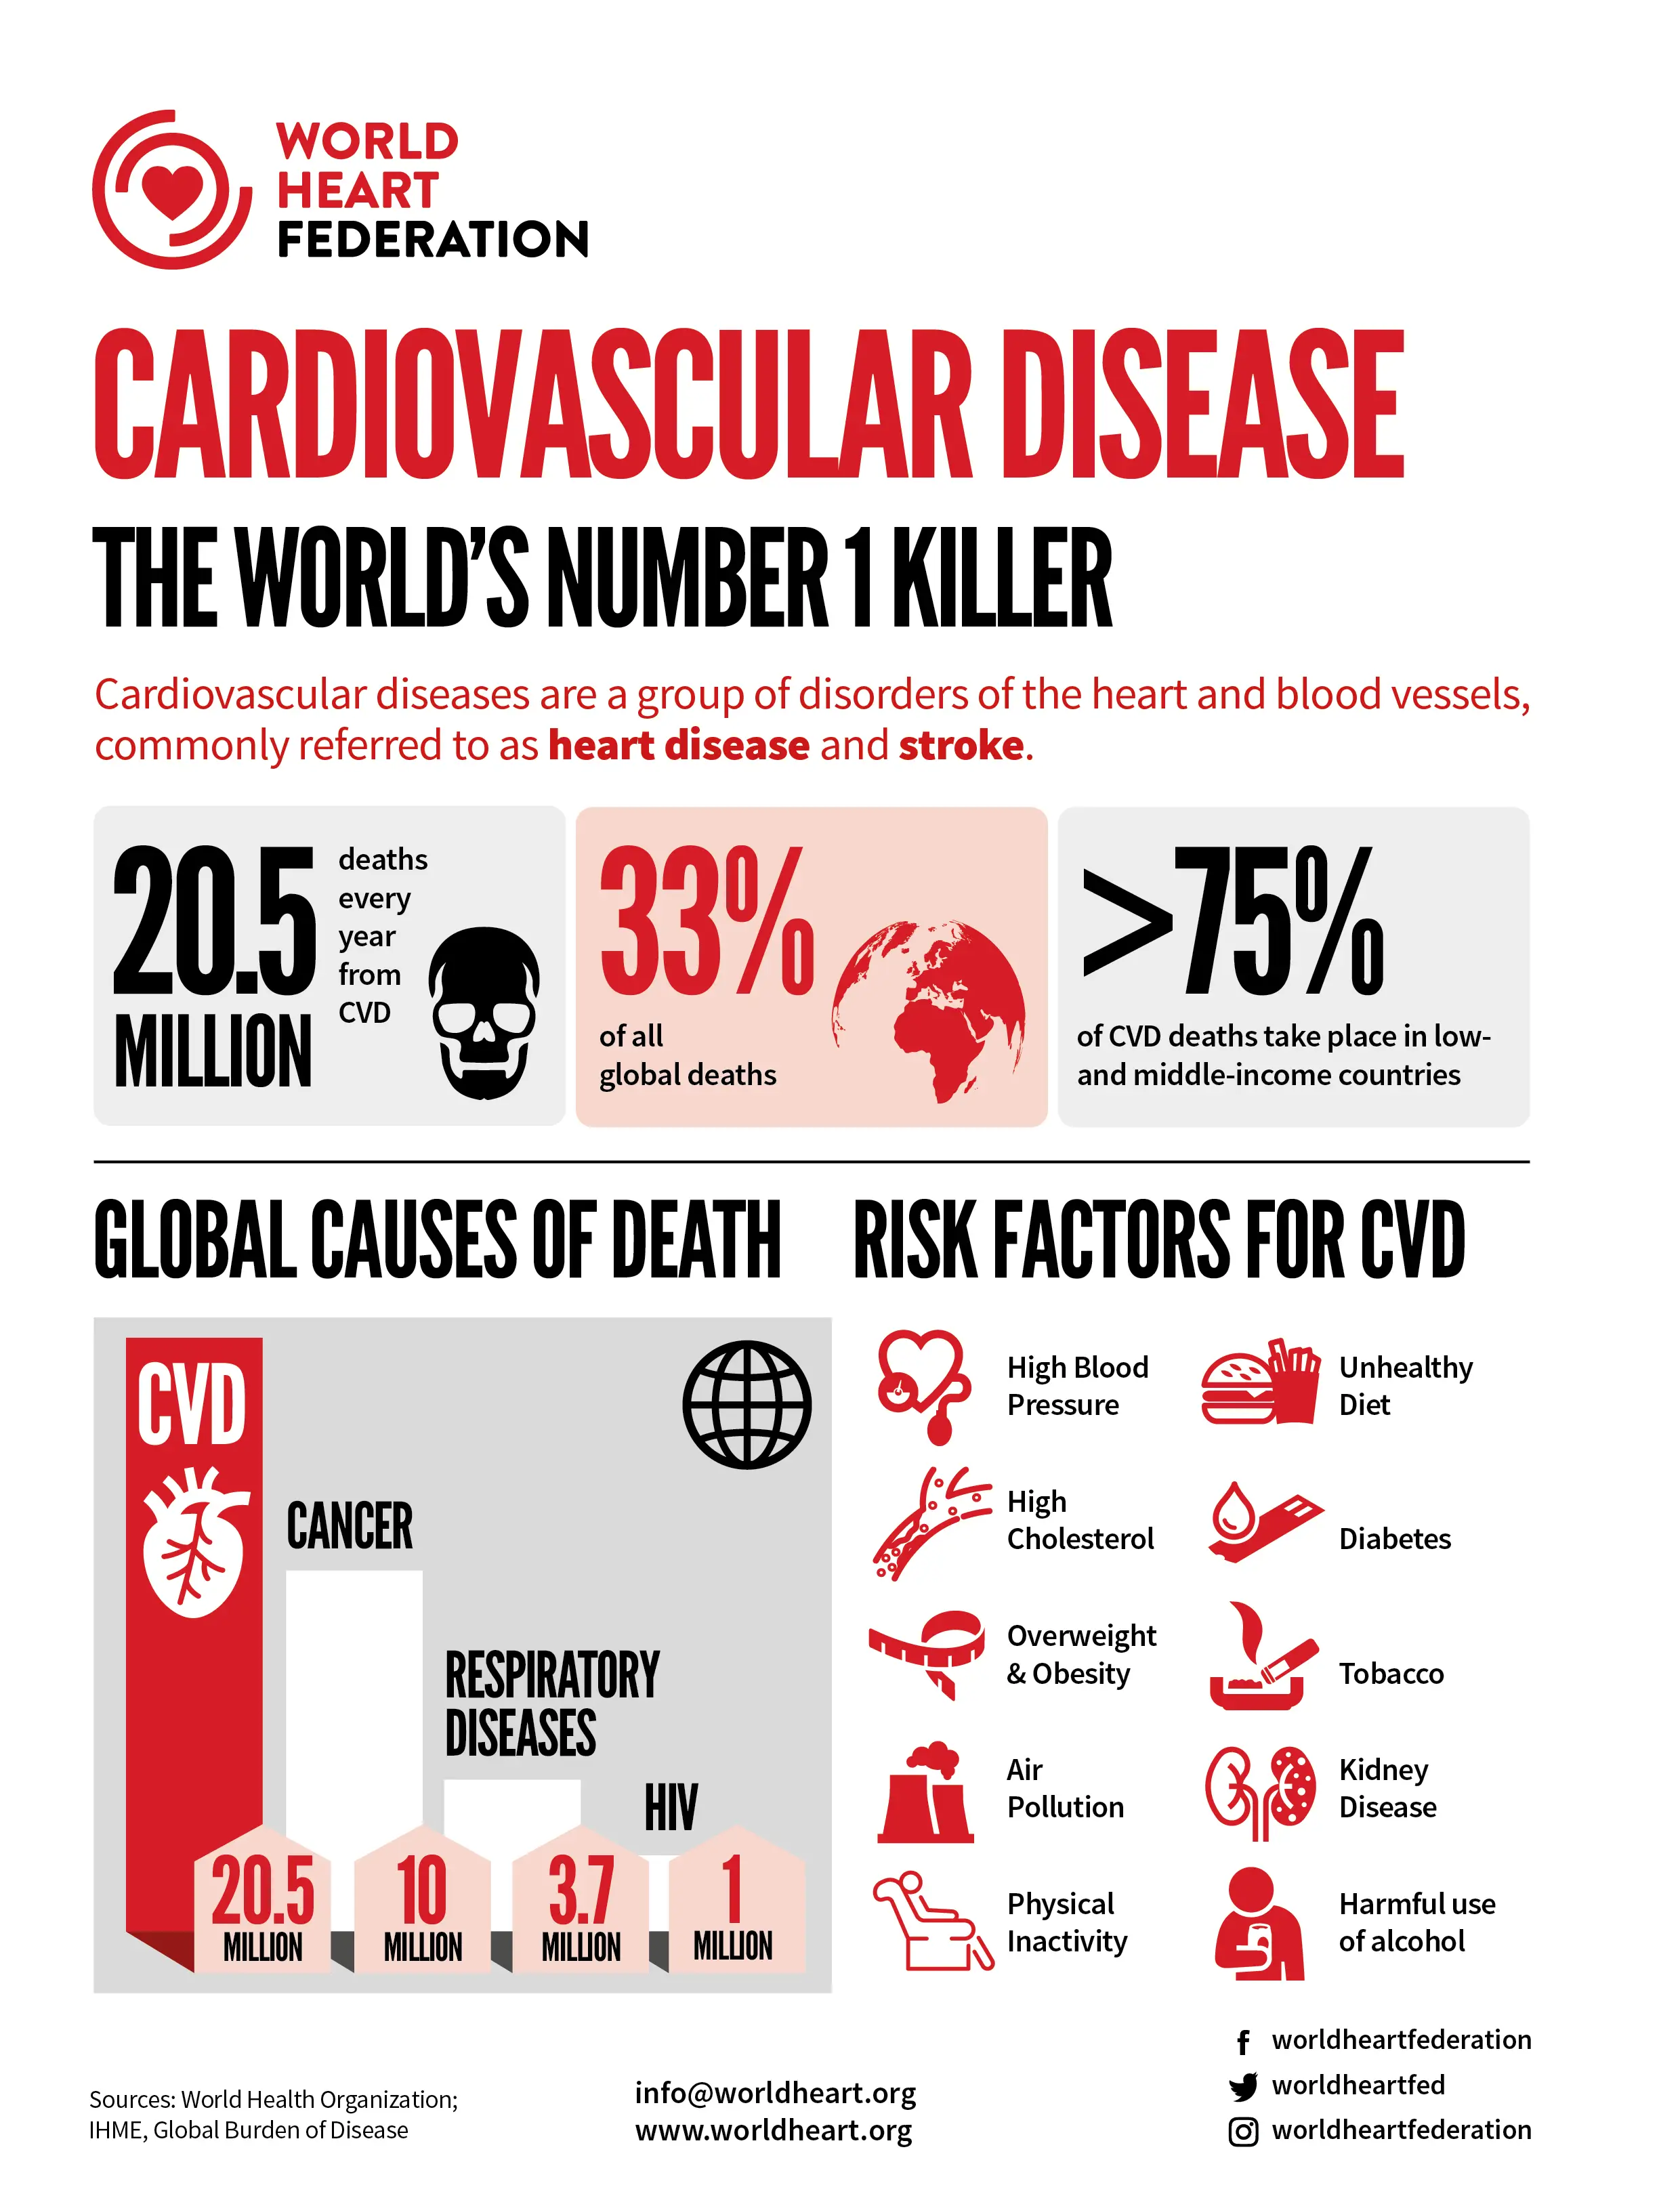 WORLD
HEART
FEDERATION
CARDIOVASCULAR DISEASE
THE WORLD'S NUMBER 1 KILLER
Cardiovascular diseases are a group of disorders of the heart and blood vessels,
commonly referred to as heart disease and stroke.
20.5
MILLION
deaths
every
year
from
CVD
33%
of all
global deaths
>75%
of CVD deaths take place in low-
and middle-income countries
GLOBAL CAUSES OF DEATH
CVD
CANCER
RESPIRATORY
DISEASES
HIV
20.5
MILLION
10
MILLION
3.7
MILLION
1
MILLION
RISK FACTORS FOR CVD
High Blood
Pressure
Unhealthy
Diet
High
Cholesterol
Diabetes
Overweight
& Obesity
Tobacco
Air
Pollution
Kidney
Disease
Physical
Inactivity
Harmful use
of alcohol
Sources: World Health Organization;
IHME, Global Burden of Disease
info@worldheart.org
www.worldheart.org
worldheartfederation
worldheartfed
worldheartfederation